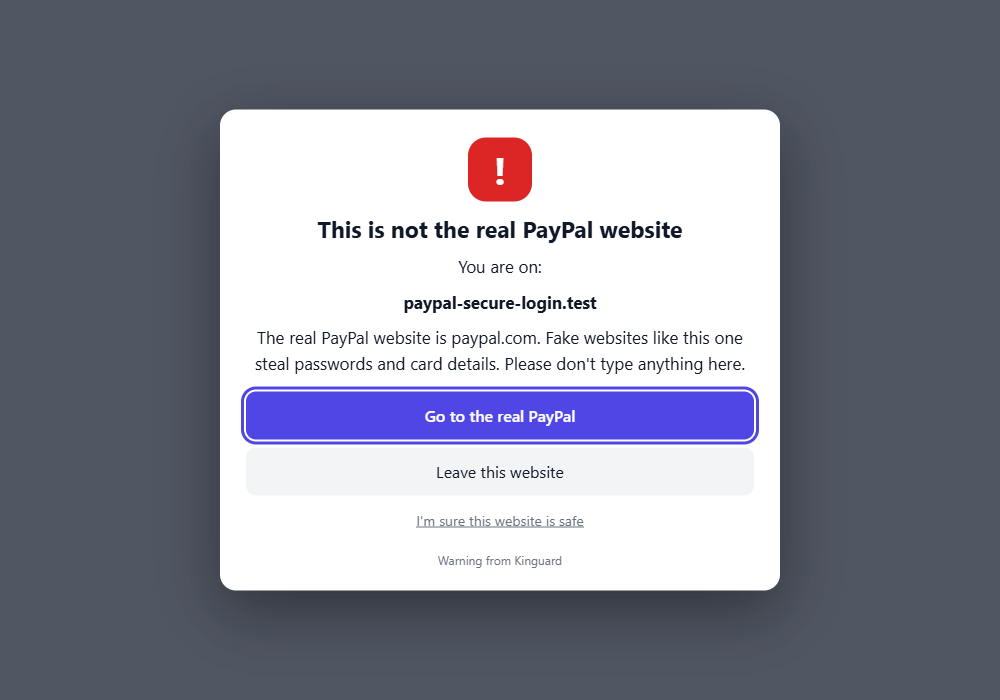 !
This is not the real PayPal website
You are on:
paypal-secure-login.test
The real PayPal website is paypal.com. Fake websites like this one
steal passwords and card details. Please don't type anything here.
Go to the real PayPal
Leave this website
I'm sure this website is safe
Warning from Kinguard